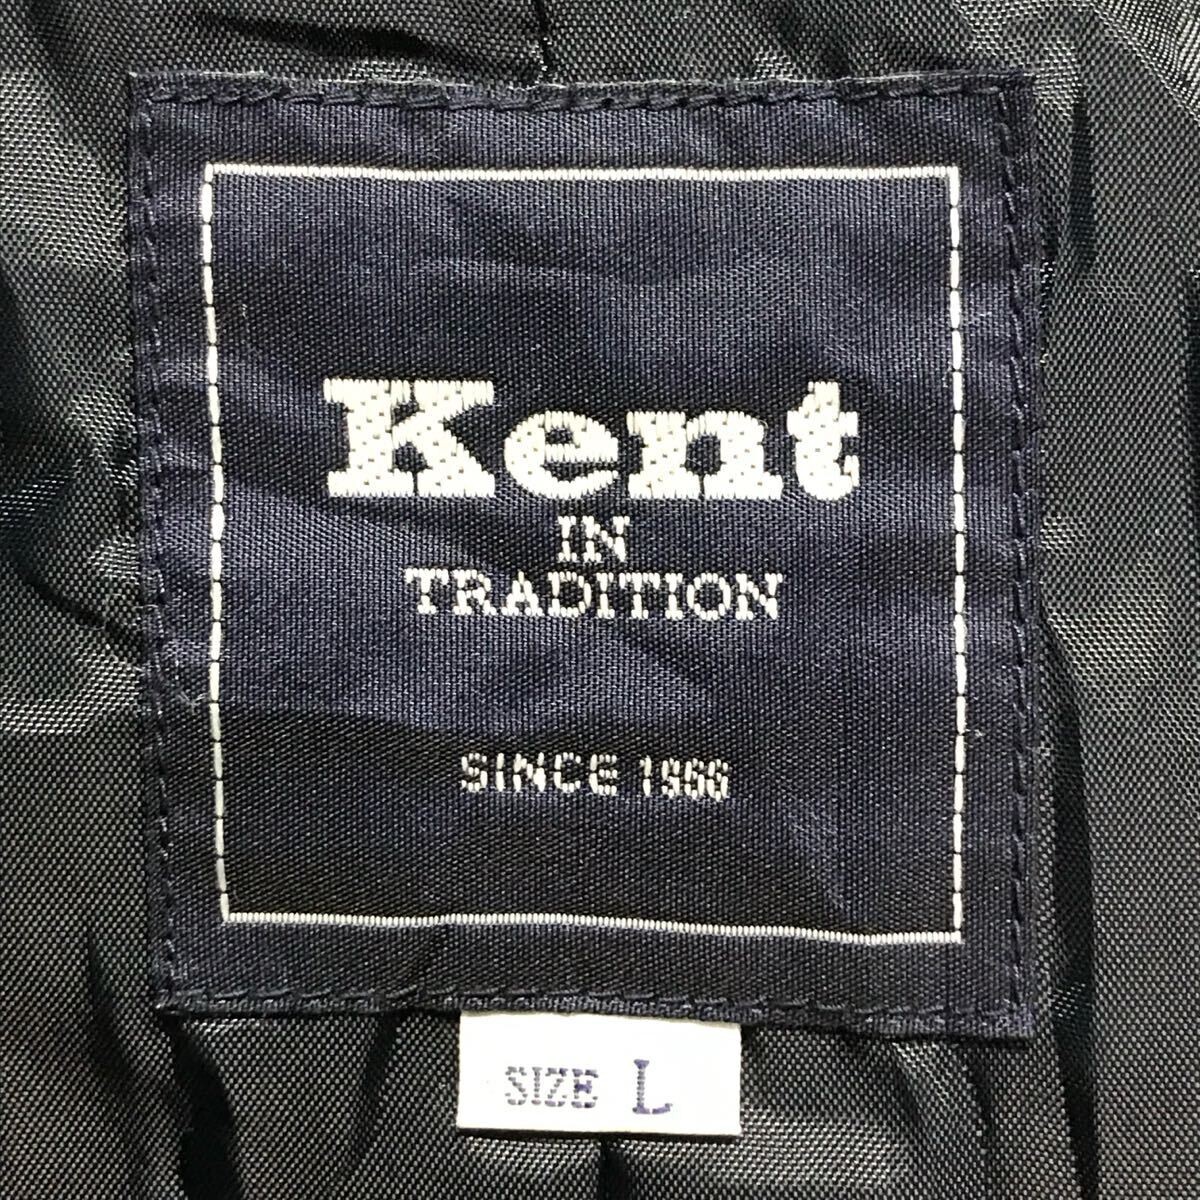 Kent
IN
TRADITION
SINCE 1966
SIZE L